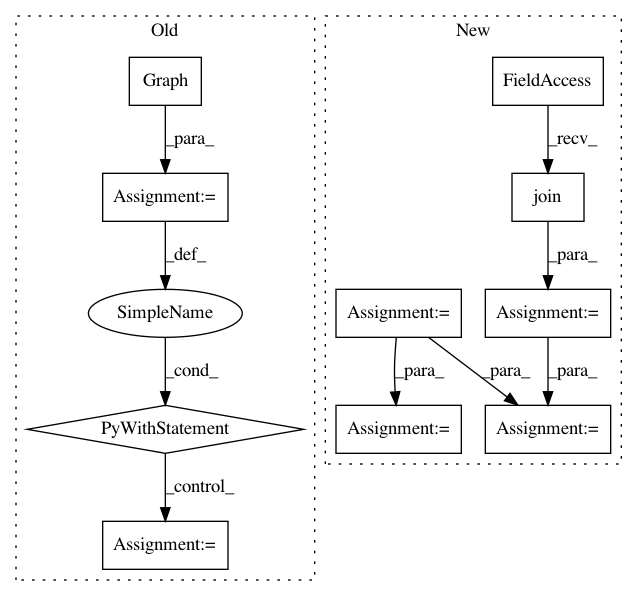 Old
Graph
_para_
Assignment:=
_def_
SimpleName
_cond_
PyWithStatement
_control_
Assignment:=
New
FieldAccess
_recv_
join
_para_
Assignment:=
Assignment:=
_para_
_para_
_para_
Assignment:=
Assignment:=